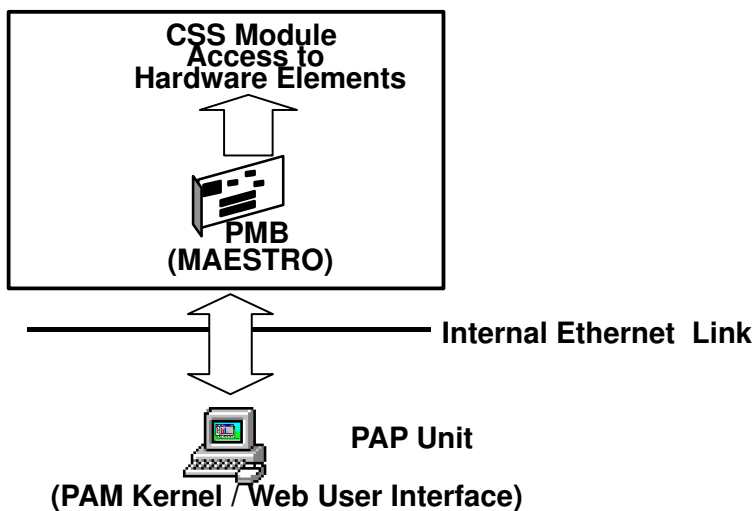 CSS Module
Access to
Hardware Elements
PMB
(MAESTRO)
Internal Ethernet Link
PAP Unit
(PAM Kernel / Web User Interface)